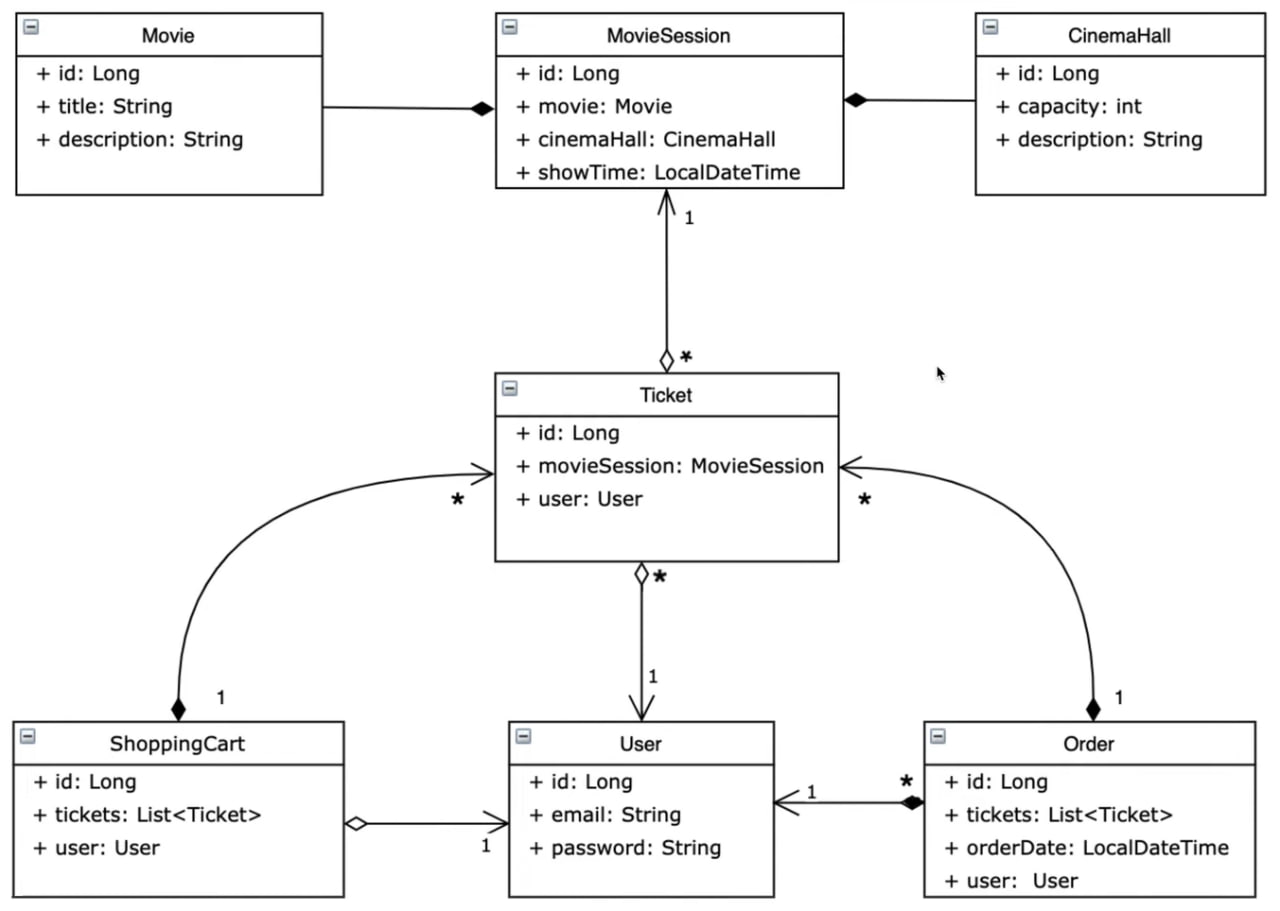 Movie
+ id: Long
+ title: String
+ description: String
MovieSession
+ id: Long
+ movie: Movie
+ cinemaHall: CinemaHall
+ showTime: LocalDateTime
CinemaHall
+ id: Long
+ capacity: int
+ description: String
1
*
Ticket
+ id: Long
+ movieSession: MovieSession
+ user: User
*
*
*
1
1
1
ShoppingCart
+ id: Long
+ tickets: List<Ticket>
+ user: User
1
User
+ id: Long
+ email: String
+ password: String
1
*
Order
+ id: Long
+ tickets: List<Ticket>
+ orderDate: LocalDateTime
+ user: User